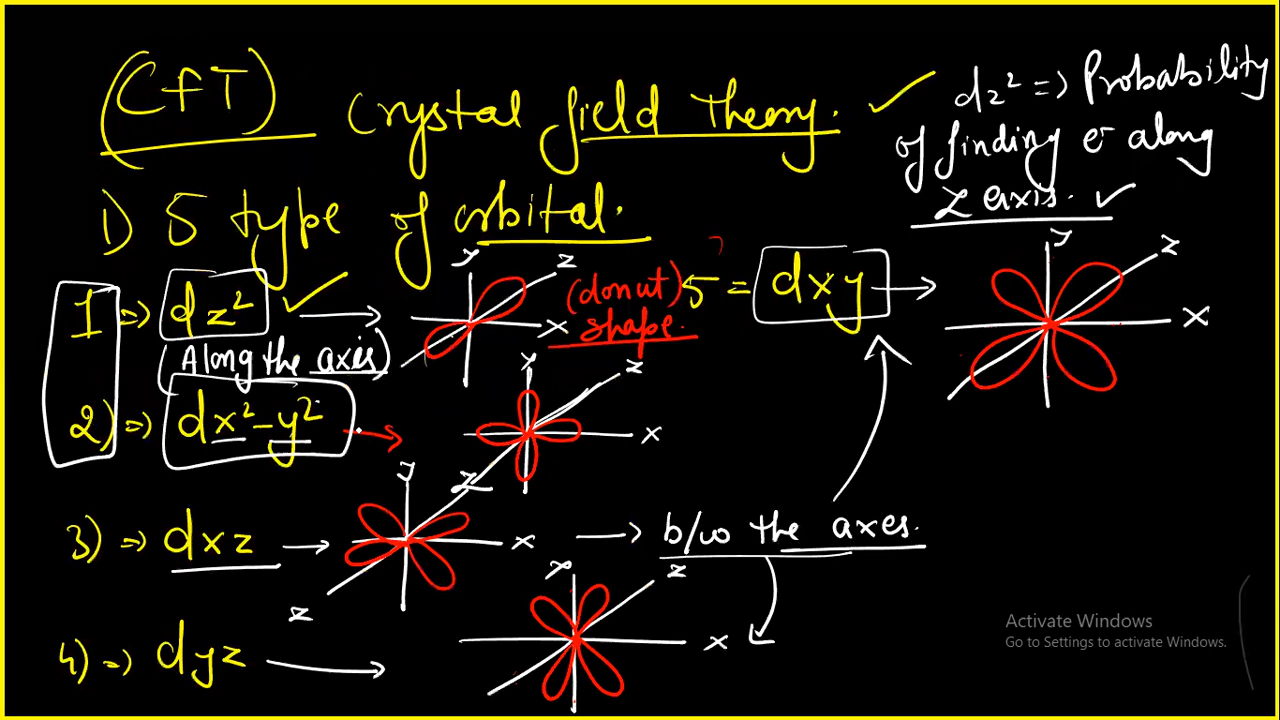 (CfT) Crystal field Theory.
dz² => Probability
of finding e- along
z axis.
1) 5 type of orbital.
1 => dz²
(Along the axis)
y z x
(donut)
shape.
5 = dxy
y z x
2) => dx²-y²
y z x
3) => dxz
y z x z
b/w the axes.
4) => dyz
y z x
Activate Windows
Go to Settings to activate Windows.